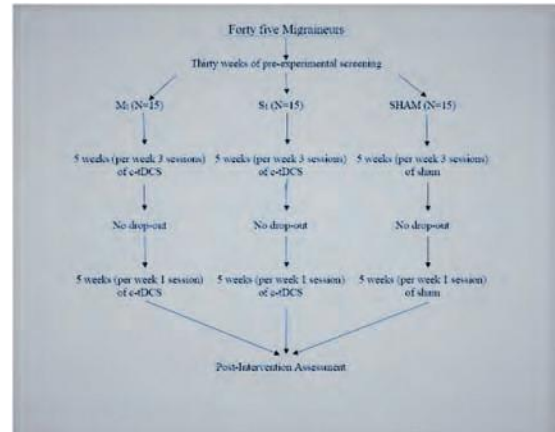 Forty five Migraineurs
Thirty weeks of pre-experimental screening
M1 (N=15) S1 (N=15) SHAM (N=15)
5 weeks (per week 3 sessions) 5 weeks (per week 3 sessions) 5 weeks (per week 3 sessions)
of c-tDCS of c-tDCS of sham
No drop-out No drop-out No drop-out
5 weeks (per week 1 session) 5 weeks (per week 1 session) 5 weeks (per week 1 session)
of c-tDCS of c-tDCS of sham
Post-Intervention Assessment